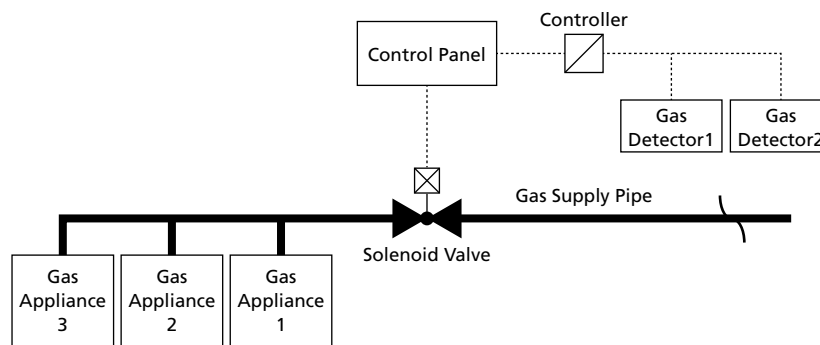 Controller
Control Panel
Gas
Detector1
Gas
Detector2
Gas Supply Pipe
Solenoid Valve
Gas
Appliance
3
Gas
Appliance
2
Gas
Appliance
1